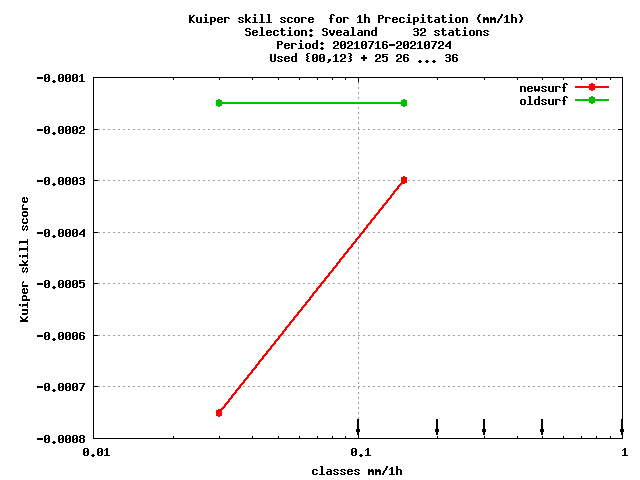 Kuiper skill score  for 1h Precipitation (mm/1h)
Selection: Svealand     32 stations
Period: 20210716-20210724
Used {00,12} + 25 26 ... 36
newsurf
oldsurf
-0.0001
-0.0002
-0.0003
-0.0004
-0.0005
-0.0006
-0.0007
-0.0008
Kuiper skill score
0.01
0.1
1
classes mm/1h